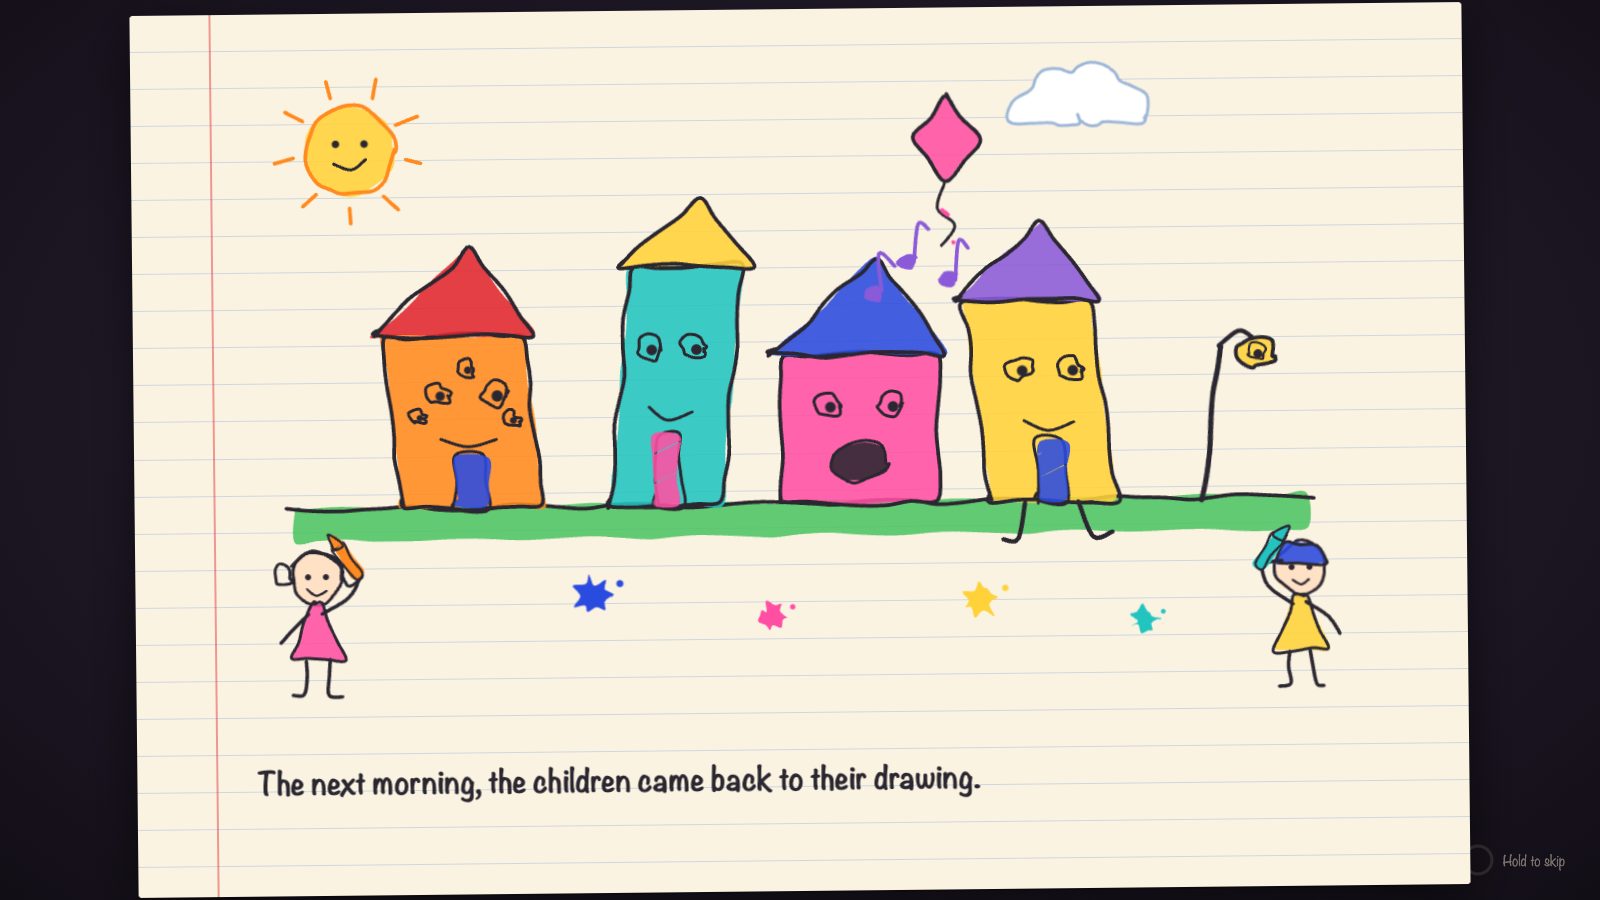 The next morning, the children came back to their drawing.
Hold to skip